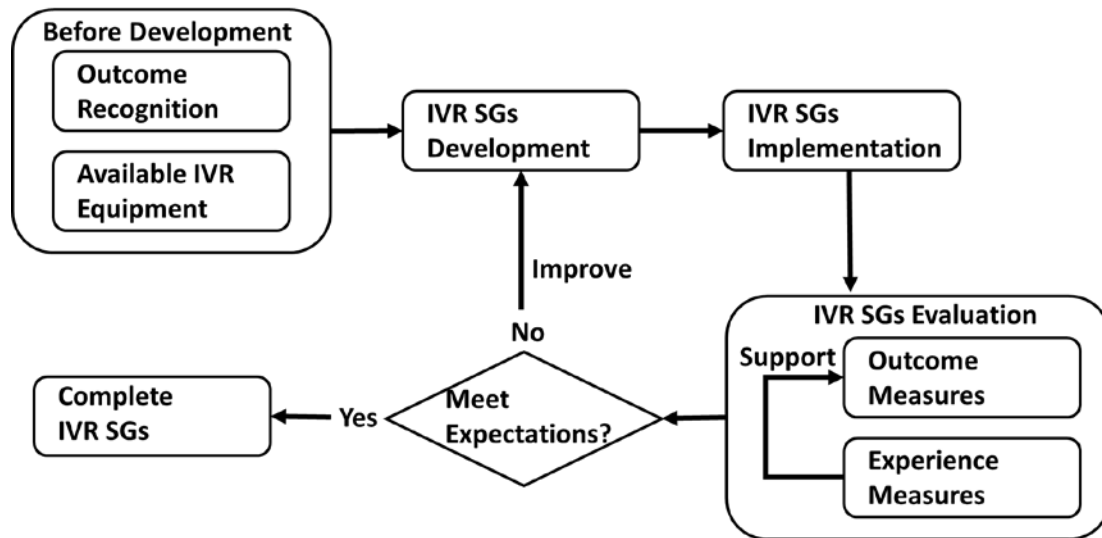 Before Development
Outcome
Recognition
Available IVR
Equipment
IVR SGs
Development
IVR SGs
Implementation
Improve
IVR SGs Evaluation
Support
Outcome
Measures
Experience
Measures
No
Meet
Expectations?
Yes
Complete
IVR SGs